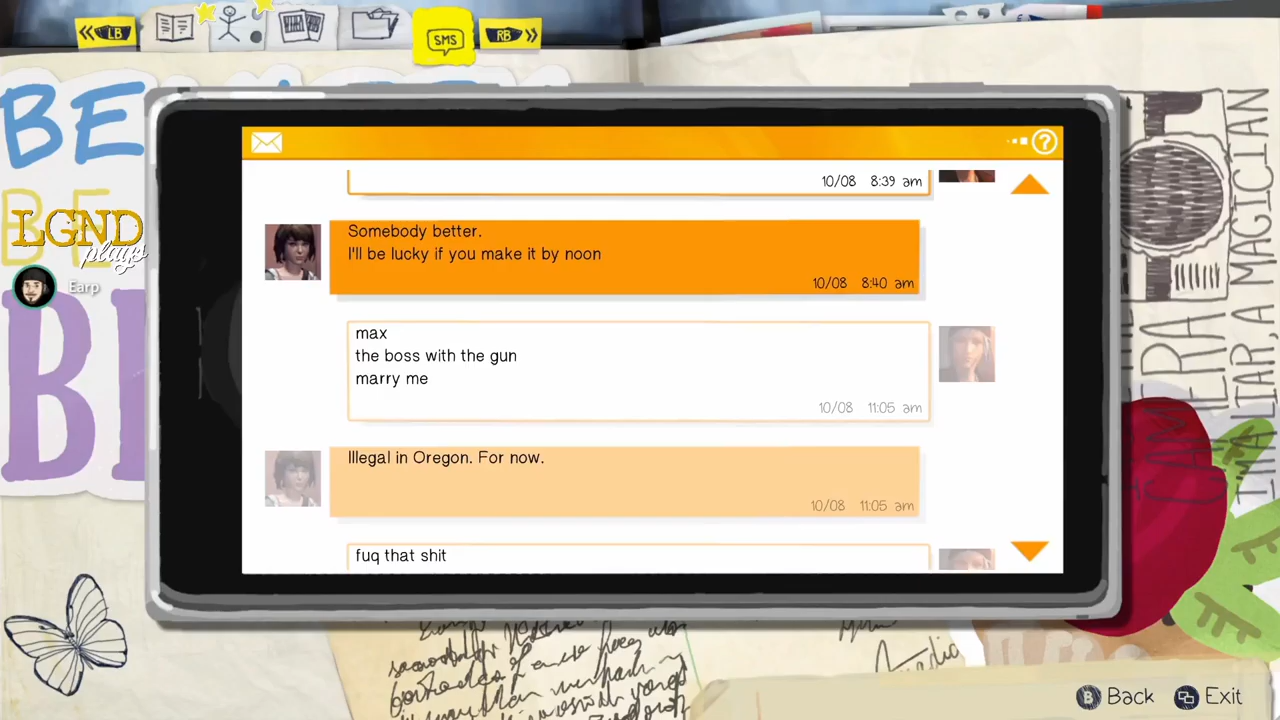 LB
SMS
RB
BE
BE
LGND
plays
Earp
10/08 8:39 am
Somebody better.
I'll be lucky if you make it by noon
10/08 8:40 am
max
the boss with the gun
marry me
10/08 11:05 am
Illegal in Oregon. For now.
10/08 11:05 am
fuq that shit
CAMERA
I'M A LIAR, A MAGICIAN
B Back
Exit